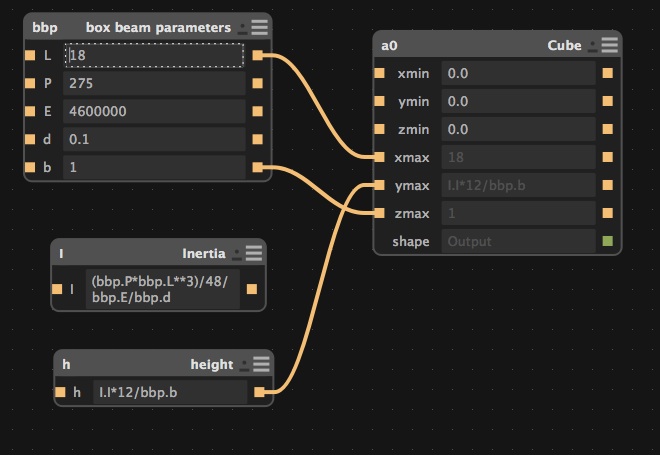 bbp box beam parameters
L 18
P 275
E 4600000
d 0.1
b 1
a0 Cube
xmin 0.0
ymin 0.0
zmin 0.0
xmax 18
ymax I.I*12/bbp.b
zmax 1
shape Output
I Inertia
I (bbp.P*bbp.L**3)/48/
bbp.E/bbp.d
h height
h I.I*12/bbp.b